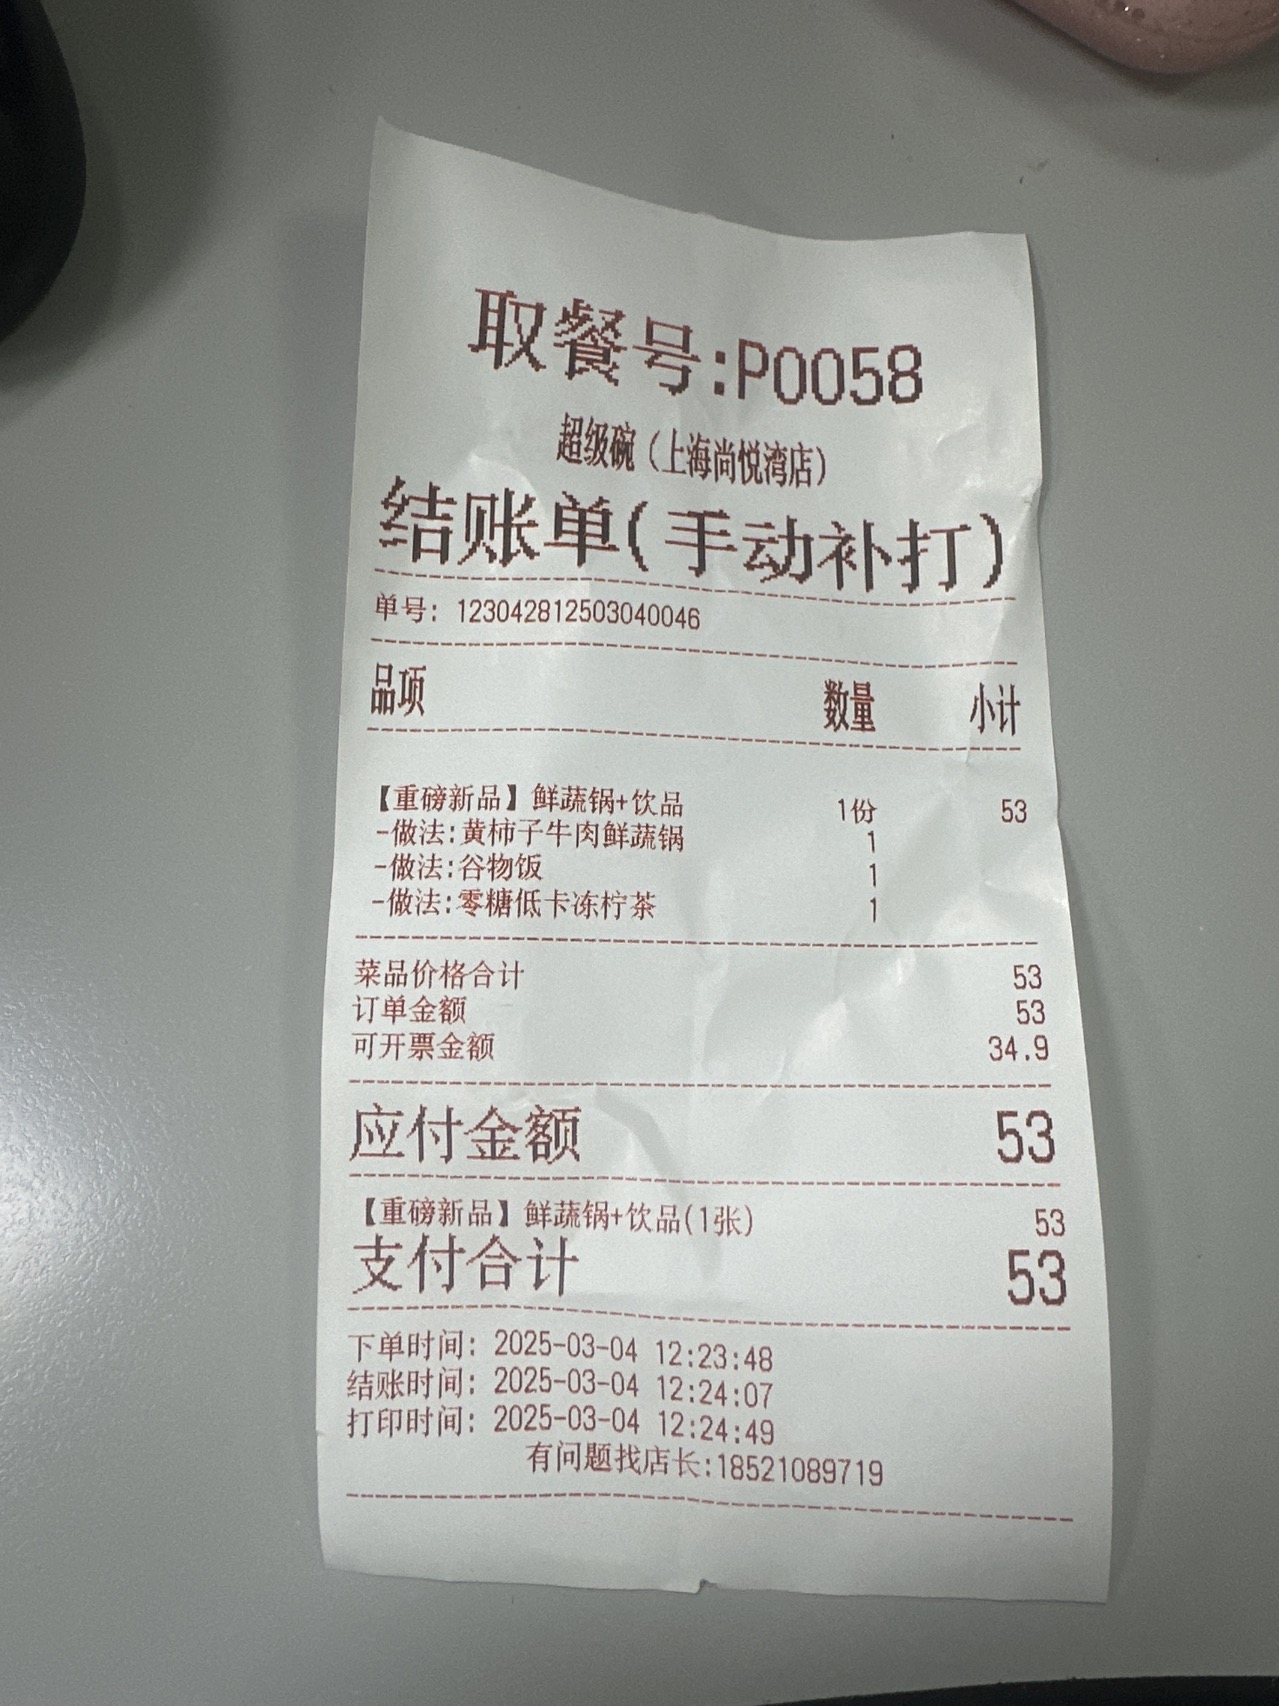 取餐号:P0058
超级碗（上海尚悦湾店）
结账单(手动补打)
单号: 123042812503040046
品项 数量 小计
【重磅新品】鲜蔬锅+饮品 1份 53
-做法:黄柿子牛肉鲜蔬锅 1
-做法:谷物饭 1
-做法:零糖低卡冻柠茶 1
菜品价格合计 53
订单金额 53
可开票金额 34.9
应付金额 53
【重磅新品】鲜蔬锅+饮品(1张) 53
支付合计 53
下单时间: 2025-03-04 12:23:48
结账时间: 2025-03-04 12:24:07
打印时间: 2025-03-04 12:24:49
有问题找店长:18521089719